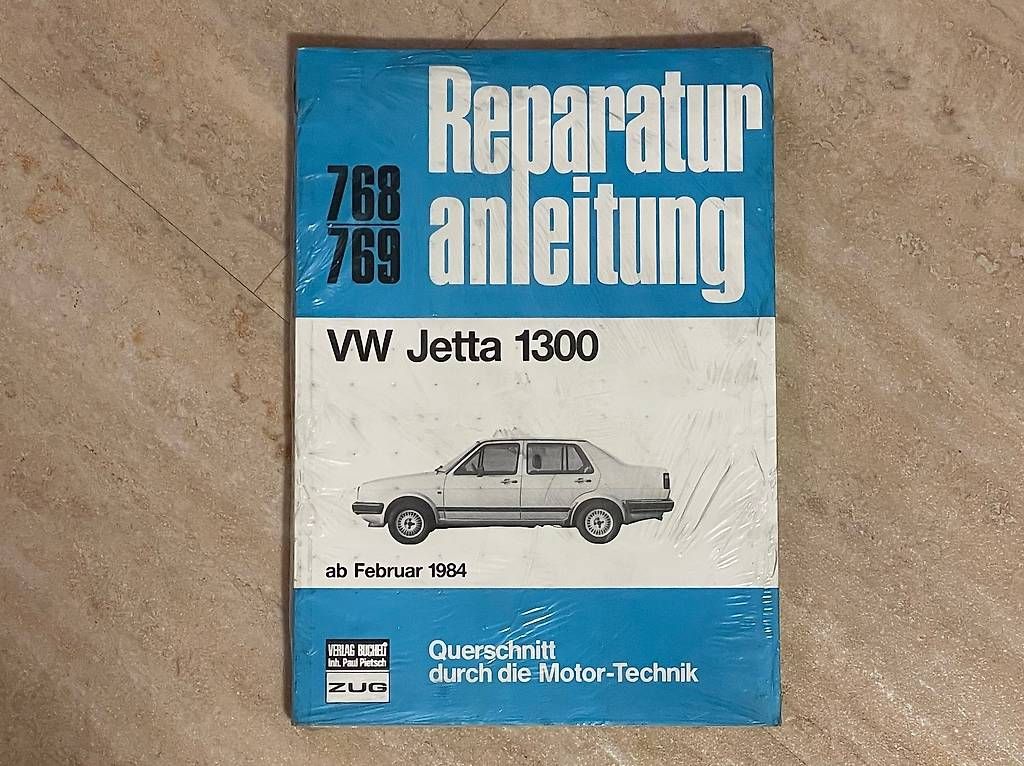 Reparatur
anleitung
768
769
VW Jetta 1300
ab Februar 1984
VERLAG BUCHELI
Inh. Paul Pietsch
ZUG
Querschnitt
durch die Motor-Technik